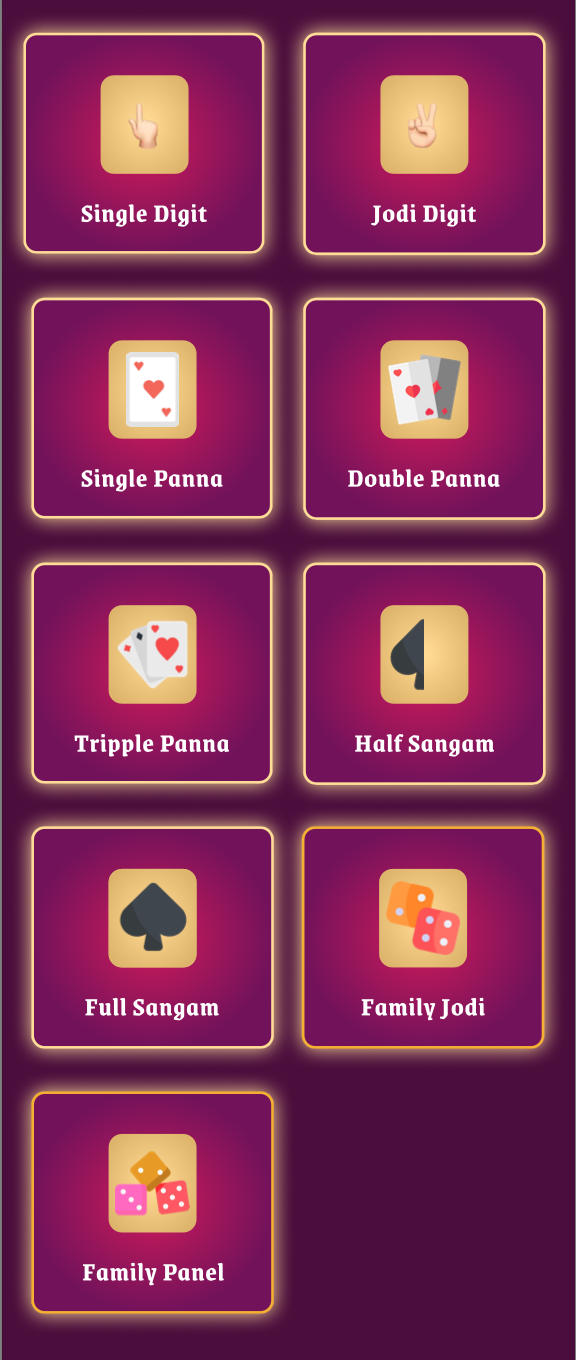 Single Digit
Jodi Digit
Single Panna
Double Panna
Tripple Panna
Half Sangam
Full Sangam
Family Jodi
Family Panel